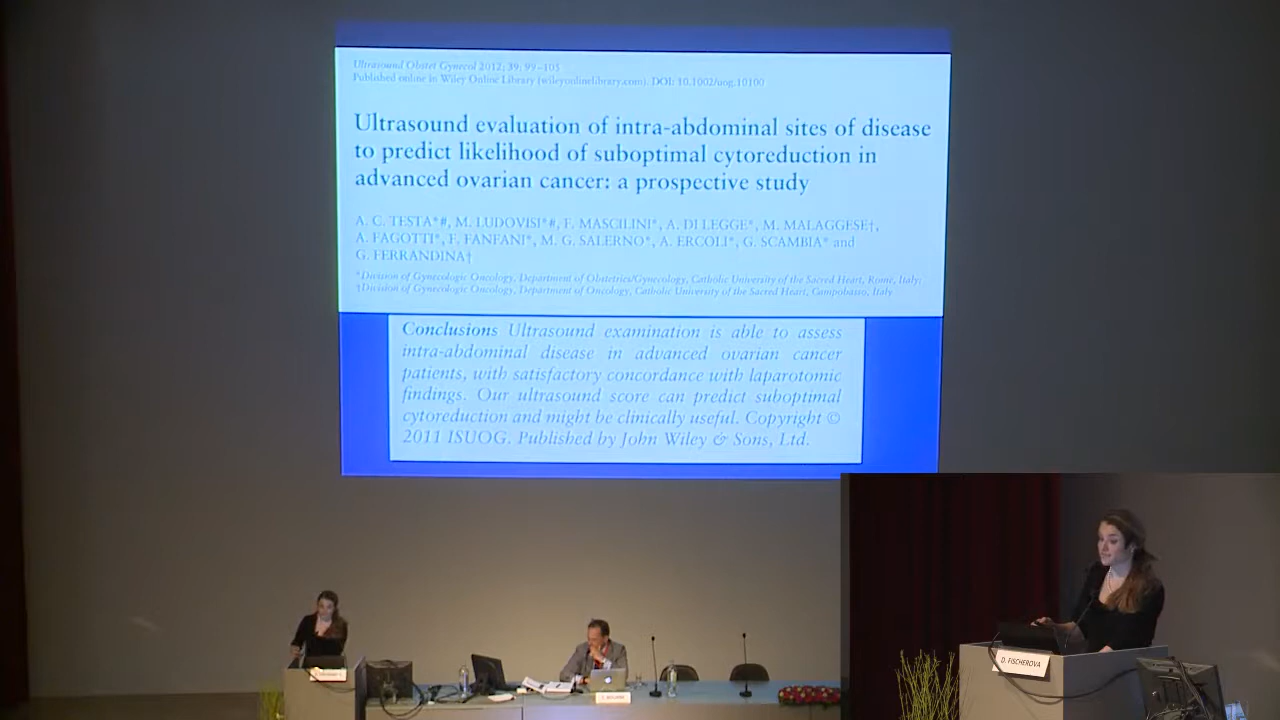 Ultrasound Obstet Gynecol 2012; 39: 99–105
Published online in Wiley Online Library (wileyonlinelibrary.com). DOI: 10.1002/uog.10100
Ultrasound evaluation of intra-abdominal sites of disease
to predict likelihood of suboptimal cytoreduction in
advanced ovarian cancer: a prospective study
A. C. TESTA*#, M. LUDOVISI*#, F. MASCILINI*, A. DI LEGGE*, M. MALAGGESE†,
A. FAGOTTI*, F. FANFANI*, M. G. SALERNO*, A. ERCOLI*, G. SCAMBIA* and
G. FERRANDINA†
*Division of Gynecologic Oncology, Department of Obstetrics/Gynecology, Catholic University of the Sacred Heart, Rome, Italy;
†Division of Gynecologic Oncology, Department of Oncology, Catholic University of the Sacred Heart, Campobasso, Italy
Conclusions Ultrasound examination is able to assess
intra-abdominal disease in advanced ovarian cancer
patients, with satisfactory concordance with laparotomic
findings. Our ultrasound score can predict suboptimal
cytoreduction and might be clinically useful. Copyright ©
2011 ISUOG. Published by John Wiley & Sons, Ltd.
D. FISCHEROVA